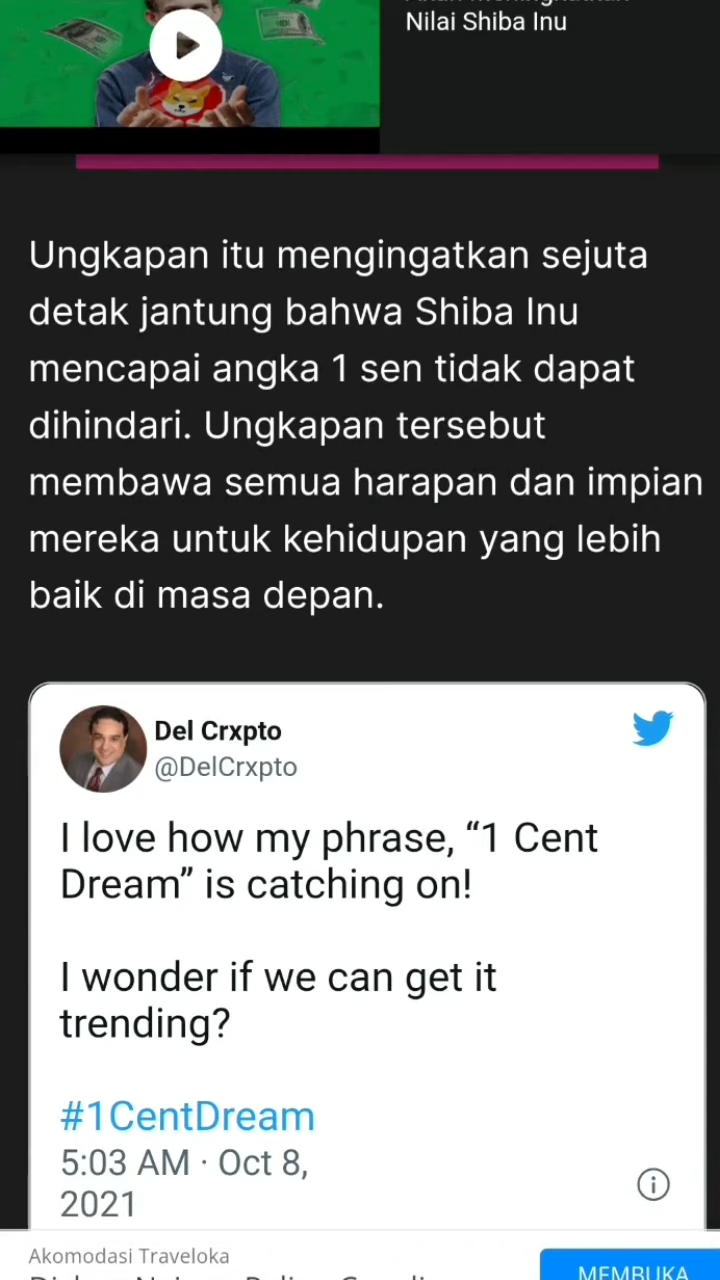 Nilai Shiba Inu
Ungkapan itu mengingatkan sejuta
detak jantung bahwa Shiba Inu
mencapai angka 1 sen tidak dapat
dihindari. Ungkapan tersebut
membawa semua harapan dan impian
mereka untuk kehidupan yang lebih
baik di masa depan.
Del Crxpto
@DelCrxpto
I love how my phrase, “1 Cent
Dream” is catching on!
I wonder if we can get it
trending?
#1CentDream
5:03 AM · Oct 8,
2021
Akomodasi Traveloka
MEMBUKA